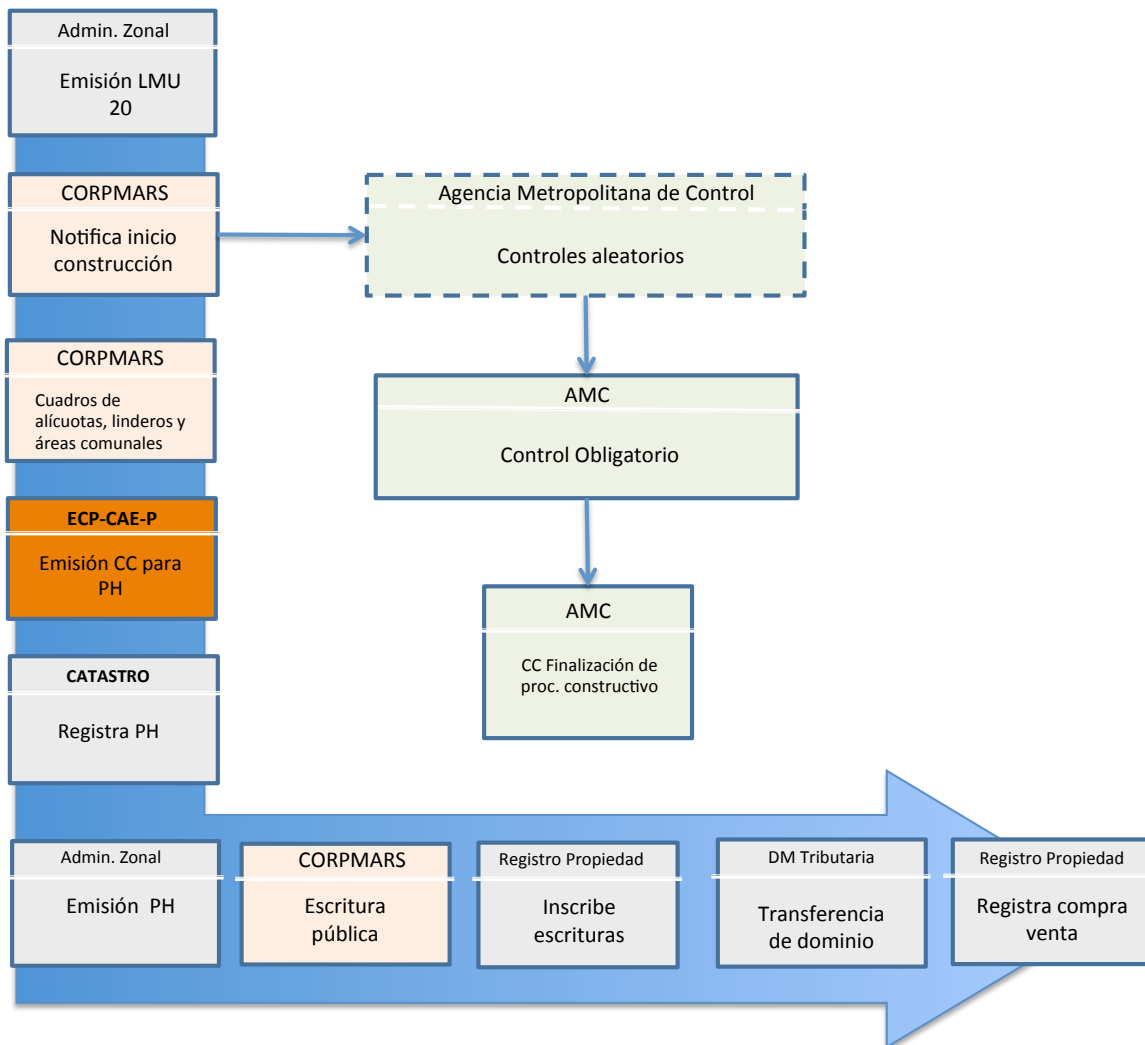 Admin. Zonal
Emisión LMU
20
CORPMARS
Notifica inicio
construcción
Agencia Metropolitana de Control
Controles aleatorios
CORPMARS
Cuadros de
alícuotas, linderos y
áreas comunales
AMC
Control Obligatorio
ECP-CAE-P
Emisión CC para
PH
AMC
CC Finalización de
proc. constructivo
CATASTRO
Registra PH
Admin. Zonal
Emisión PH
CORPMARS
Escritura
pública
Registro Propiedad
Inscribe
escrituras
DM Tributaria
Transferencia
de dominio
Registro Propiedad
Registra compra
venta